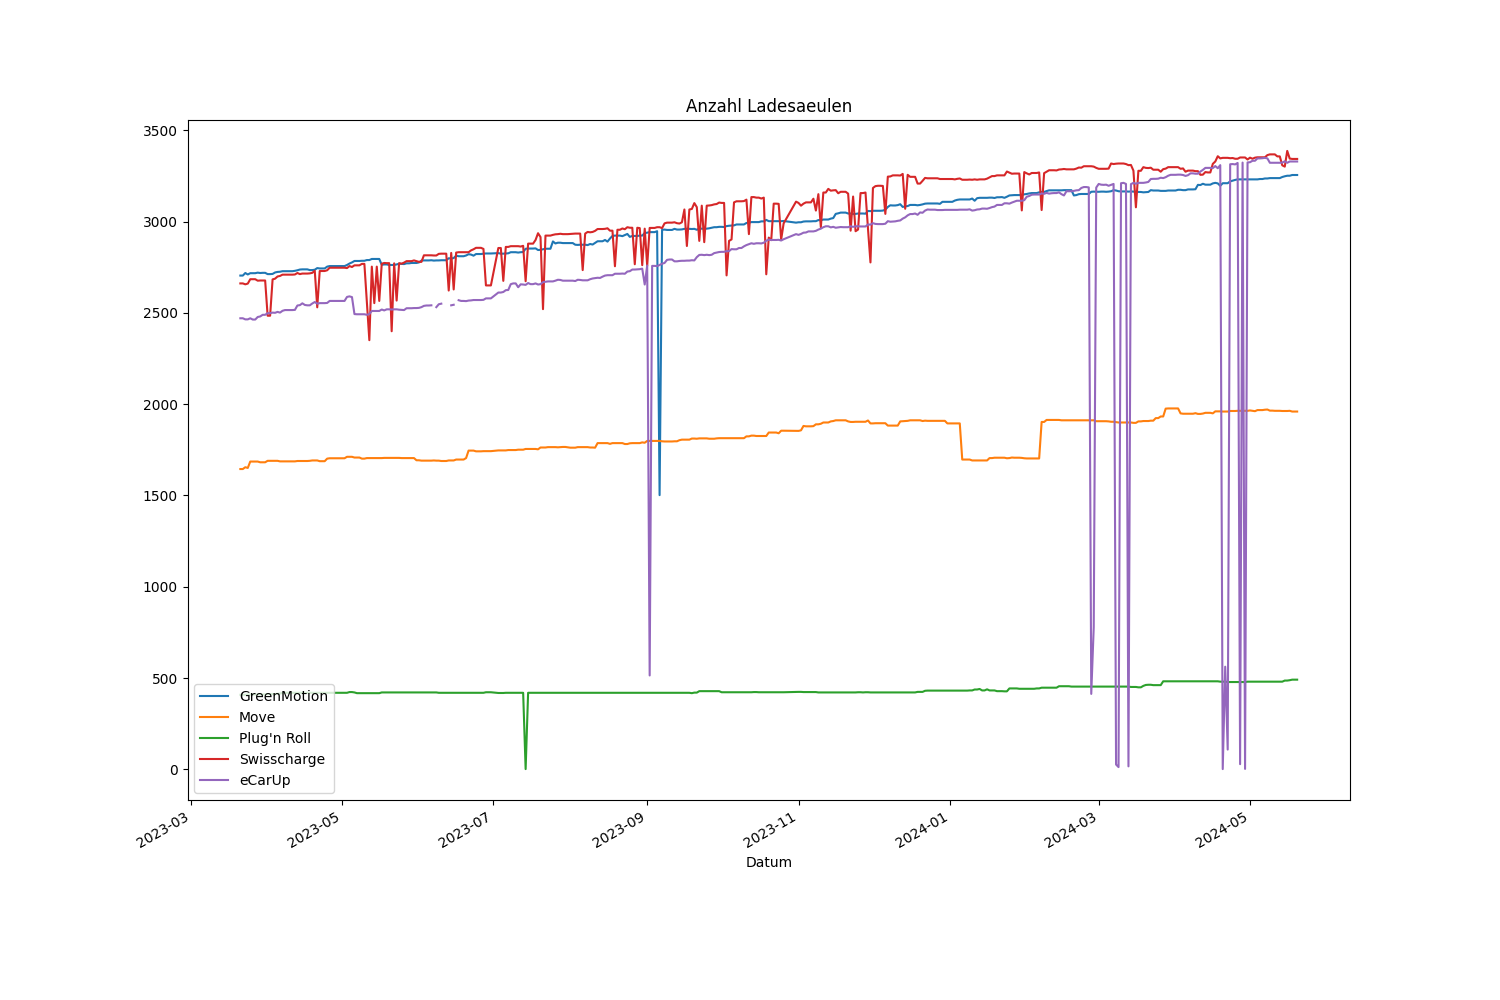 Anzahl Ladesaeulen
3500
3000
2500
2000
1500
1000
500
0
GreenMotion
Move
Plug'n Roll
Swisscharge
eCarUp
2023-03
2023-05
2023-07
2023-09
2023-11
2024-01
2024-03
2024-05
Datum